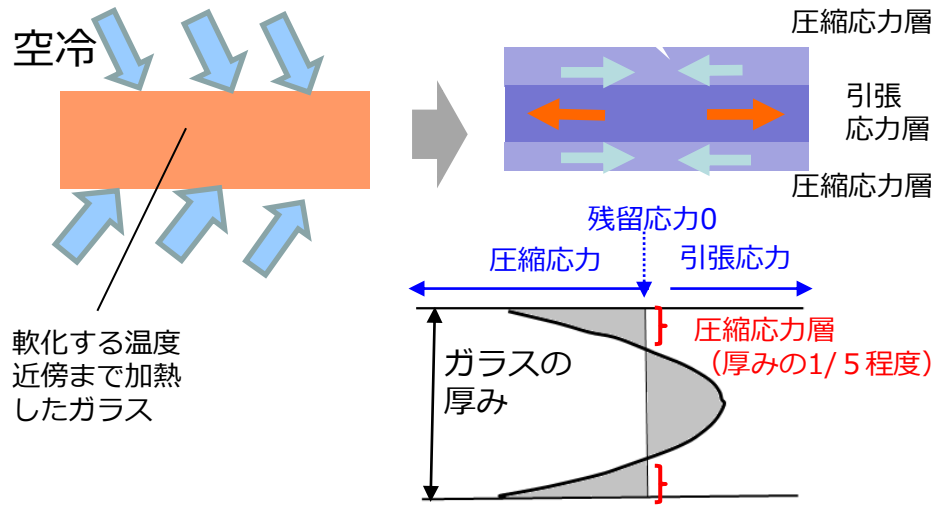 空冷
軟化する温度
近傍まで加熱
したガラス
圧縮応力層
引張
応力層
圧縮応力層
残留応力0
圧縮応力
引張応力
ガラスの
厚み
圧縮応力層
（厚みの1/５程度）